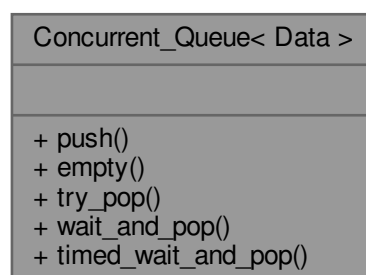 Concurrent_Queue< Data >
+ push()
+ empty()
+ try_pop()
+ wait_and_pop()
+ timed_wait_and_pop()